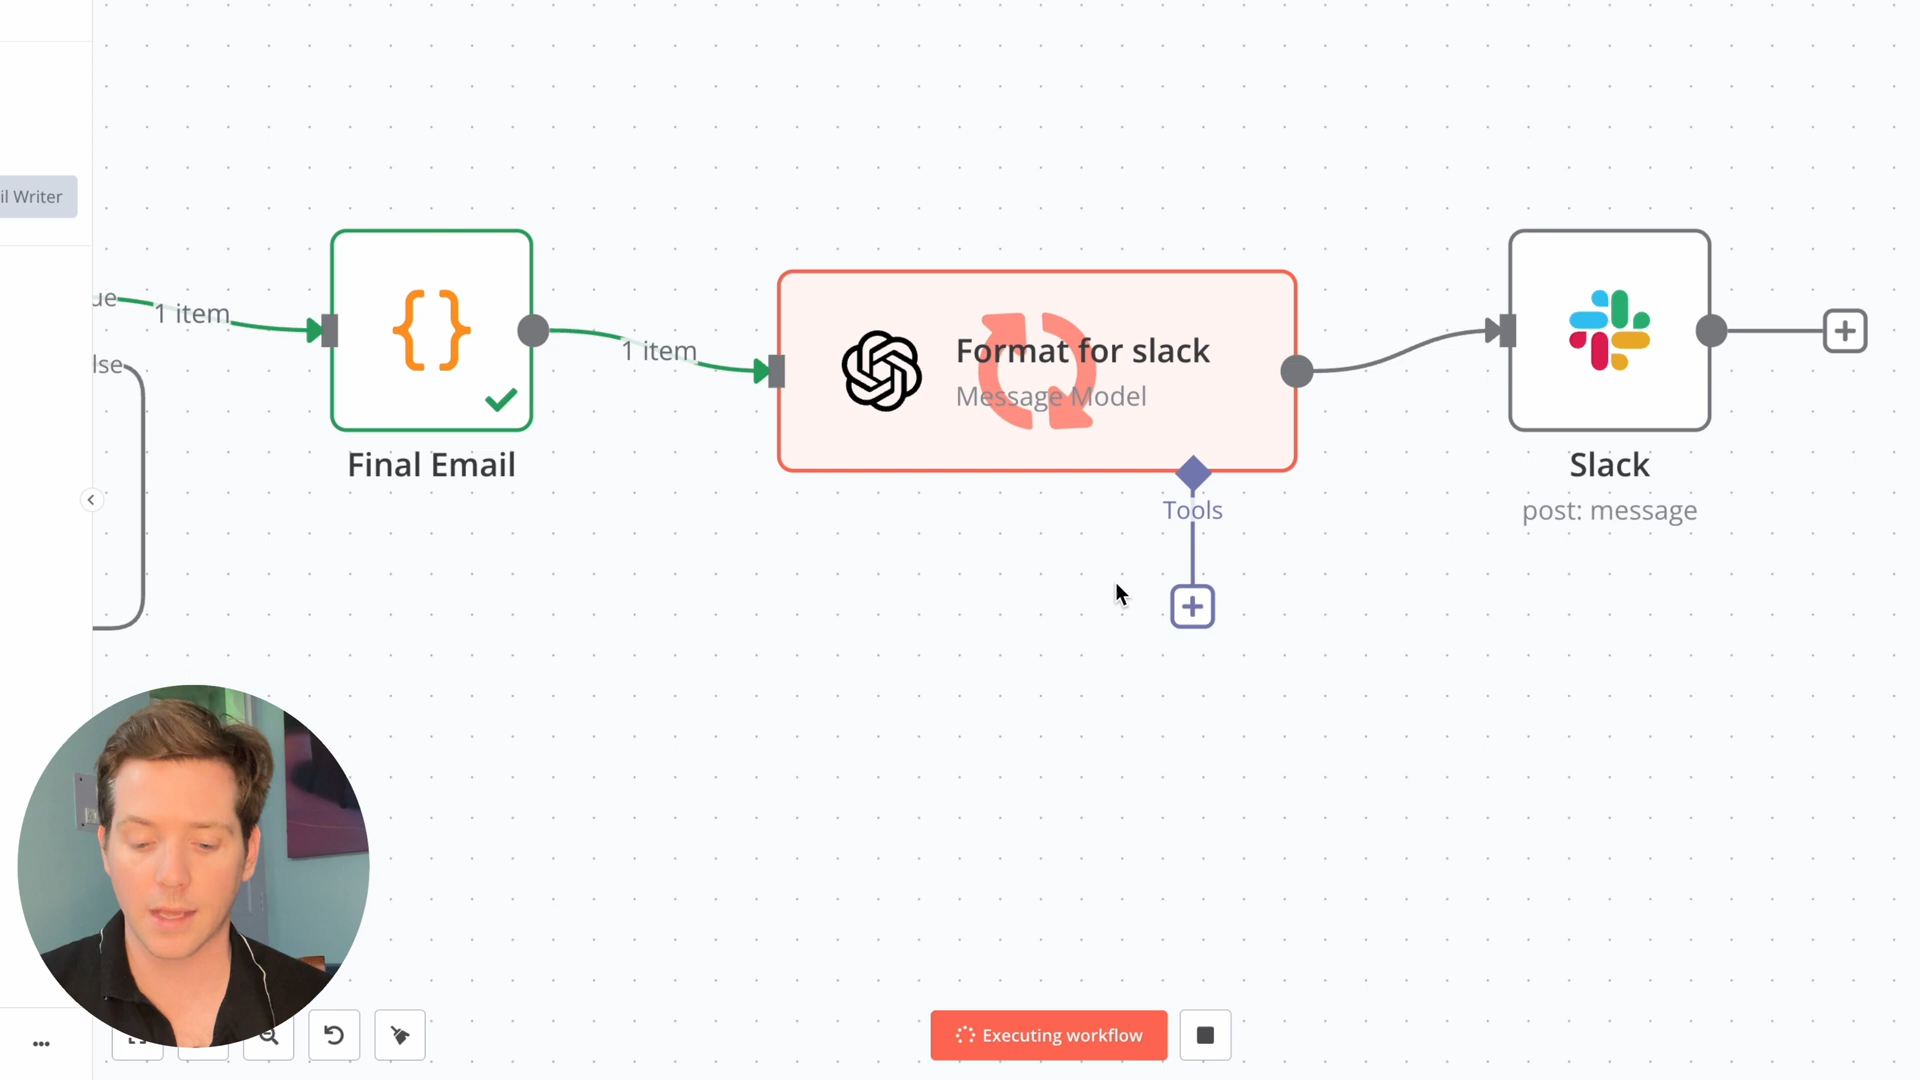 il Writer
ue
1 item
lse
1 item
Final Email
Format for slack
Message Model
Tools
Slack
post: message
Executing workflow